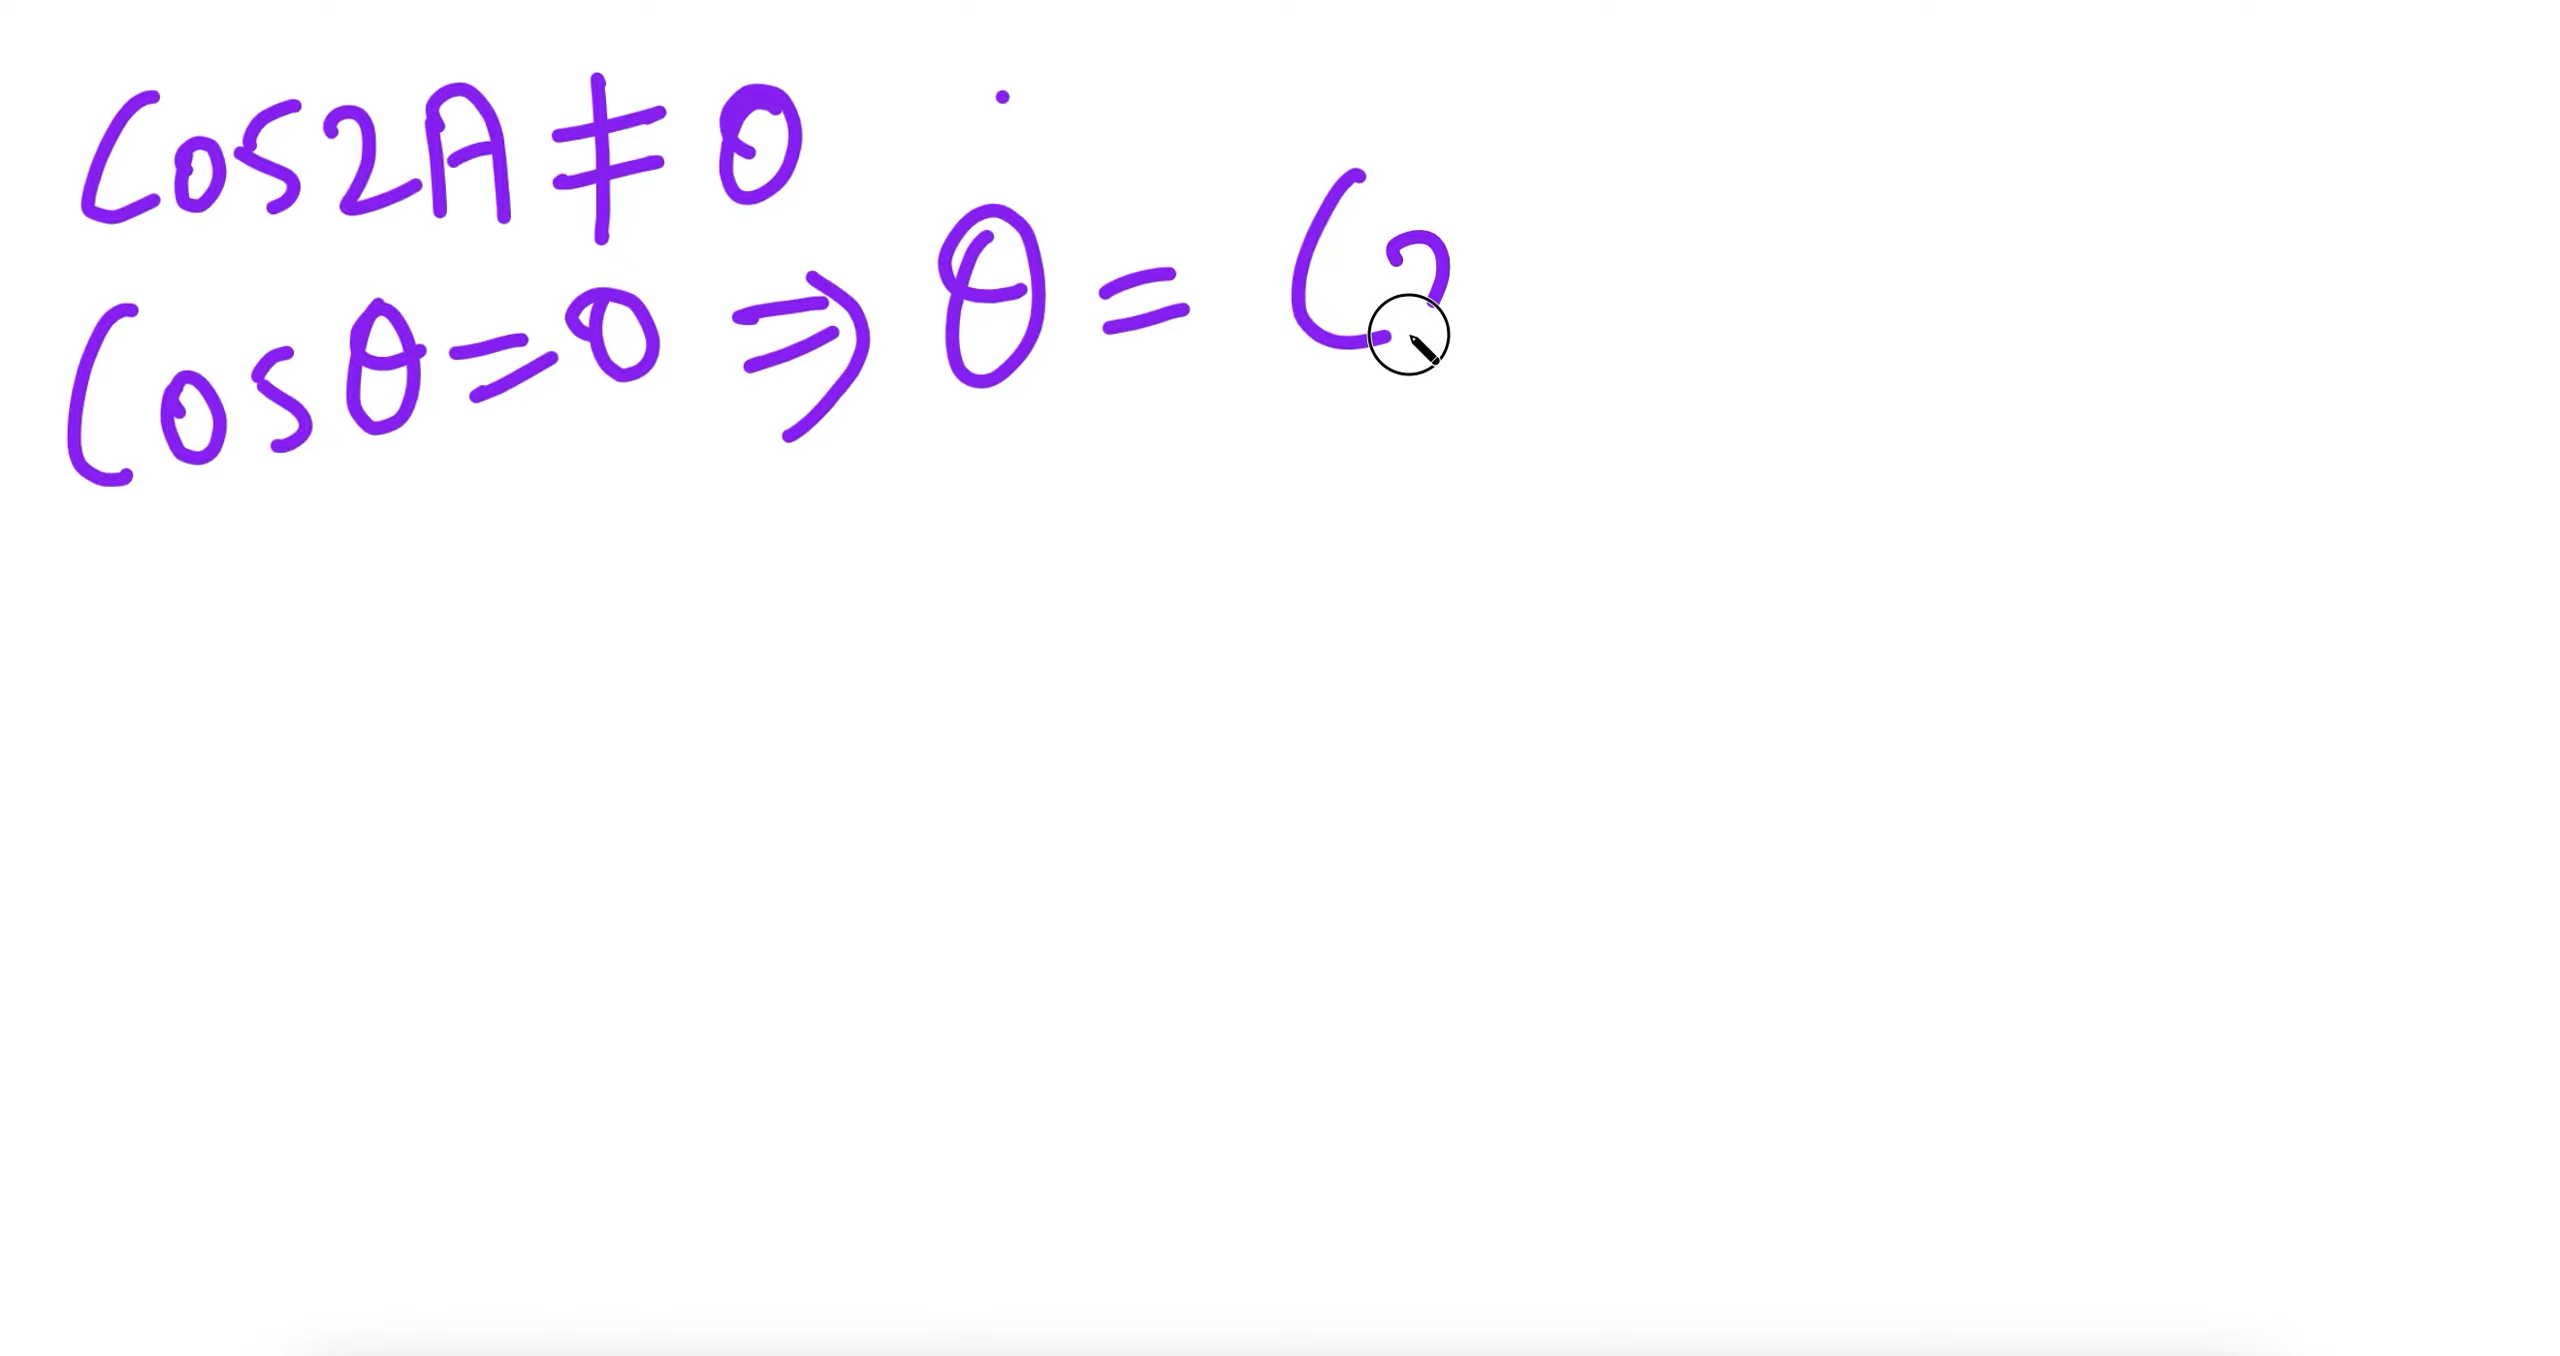 Cos2A ≠ 0
Cosθ = 0 ⇒ θ = (2